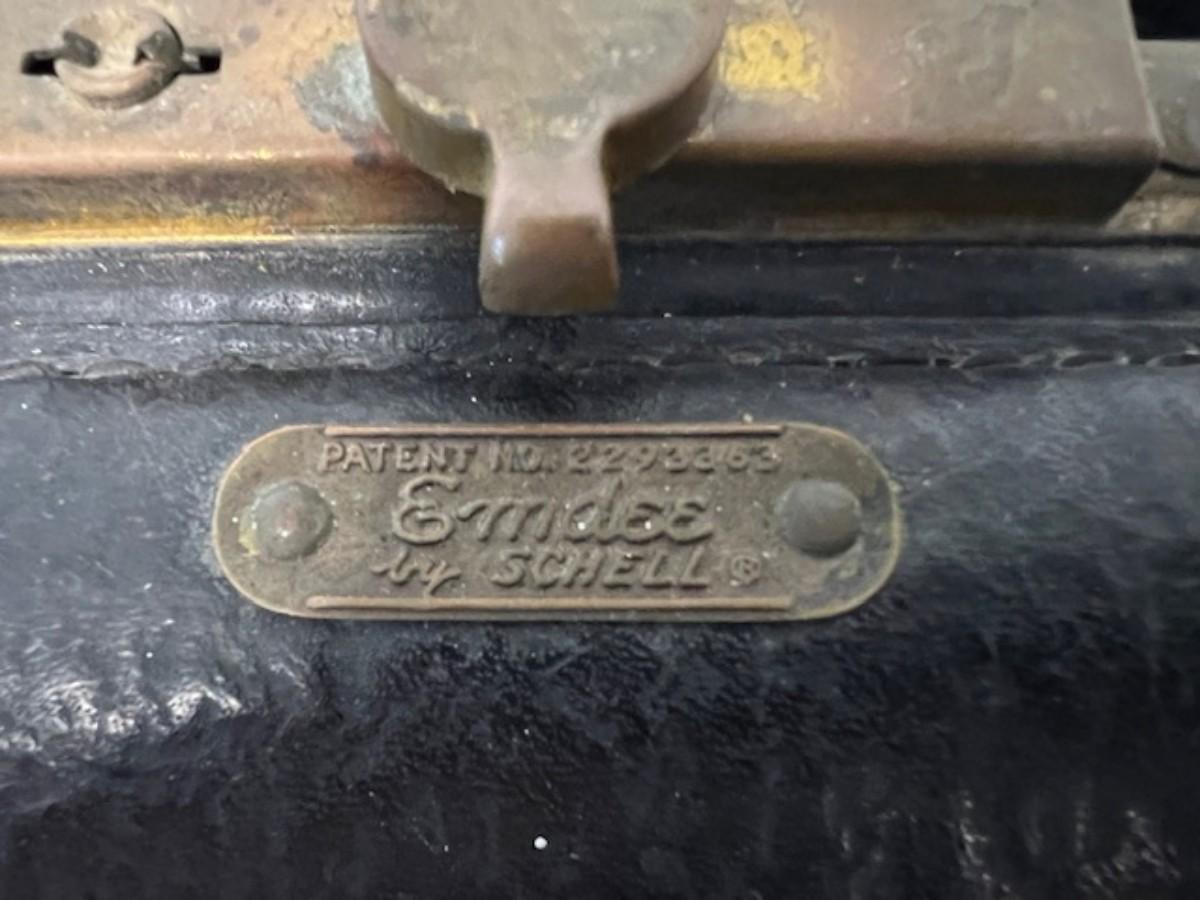 PATENT NO. 2293363
Emdee
by SCHELL ®